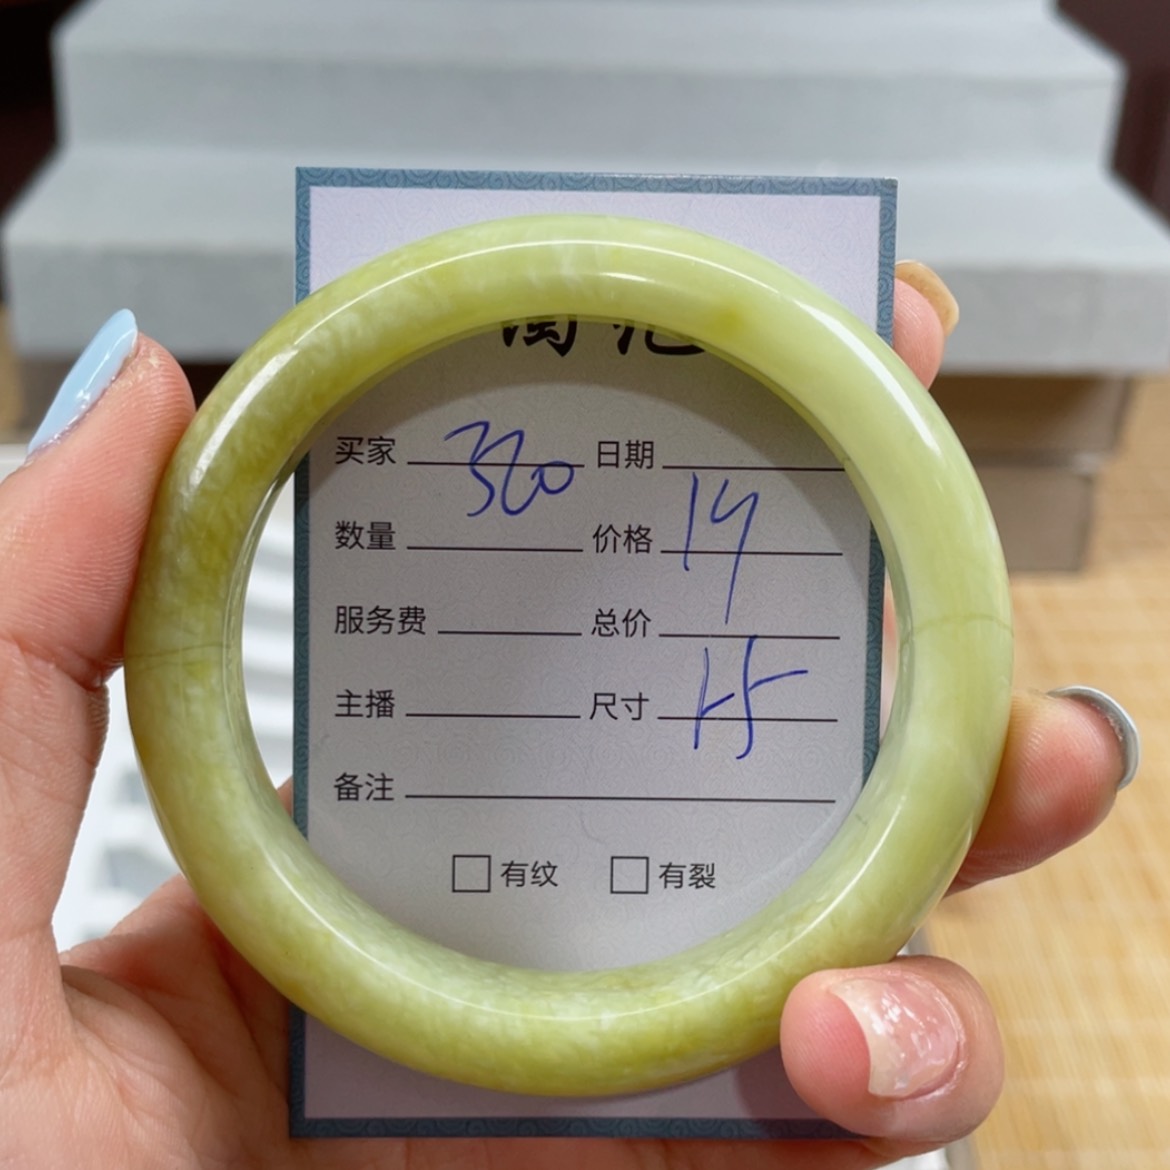 买家 320 日期
数量 价格 14
服务费 总价
主播 尺寸 H5
备注
有纹 有裂